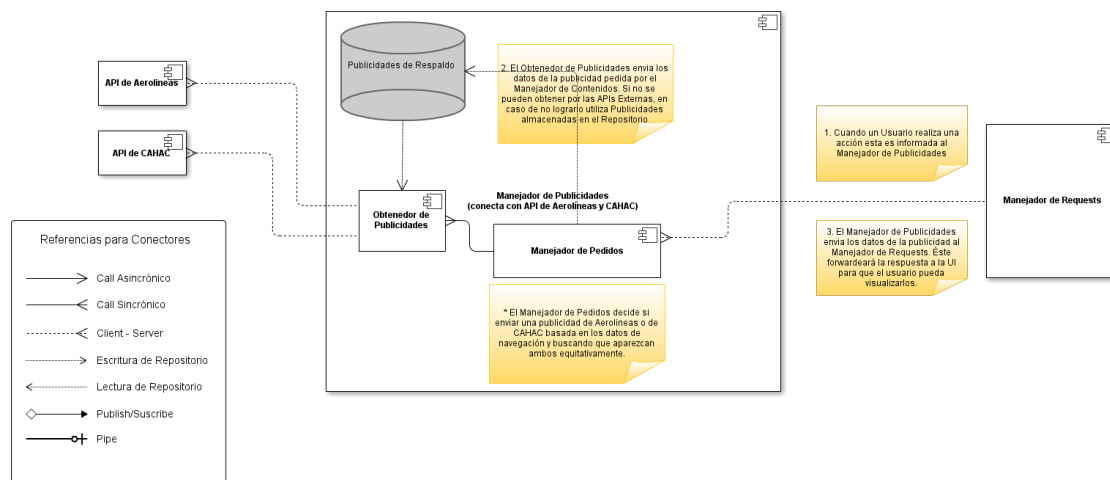 Publicidades de Respaldo
2. El Obtenedor de Publicidades envia los
datos de la publicidad pedida por el
Manejador de Contenidos. Si no se
pueden obtener por las APIs Externas, en
caso de no lograrlo utiliza Publicidades
almacenadas en el Repositorio
API de Aerolineas
API de CAHAC
1. Cuando un Usuario realiza una
acción esta es informada al
Manejador de Publicidades
Manejador de Requests
Manejador de Publicidades
(conecta con API de Aerolineas y CAHAC)
Obtenedor de
Publicidades
Manejador de Pedidos
3. El Manejador de Publicidades
envia los datos de la publicidad al
Manejador de Requests. Éste
forwardeará la respuesta a la UI
para que el usuario pueda
visualizarlos.
* El Manejador de Pedidos decide si
enviar una publicidad de Aerolineas o de
CAHAC basada en los datos de
navegación y buscando que aparezcan
ambos equitativamente.
Referencias para Conectores
Call Asincrónico
Call Sincrónico
Client - Server
Escritura de Repositorio
Lectura de Repositorio
Publish/Suscribe
Pipe